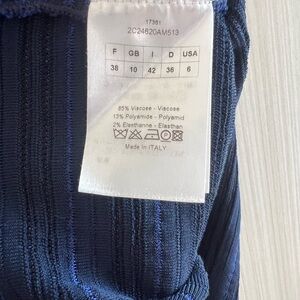 17361
2C24620AM513
F GB I D USA
38 10 42 36 6
85% Viscose - Viscose
13% Polyamide - Polyamid
2% Elasthanne - Elasthan
Made in ITALY